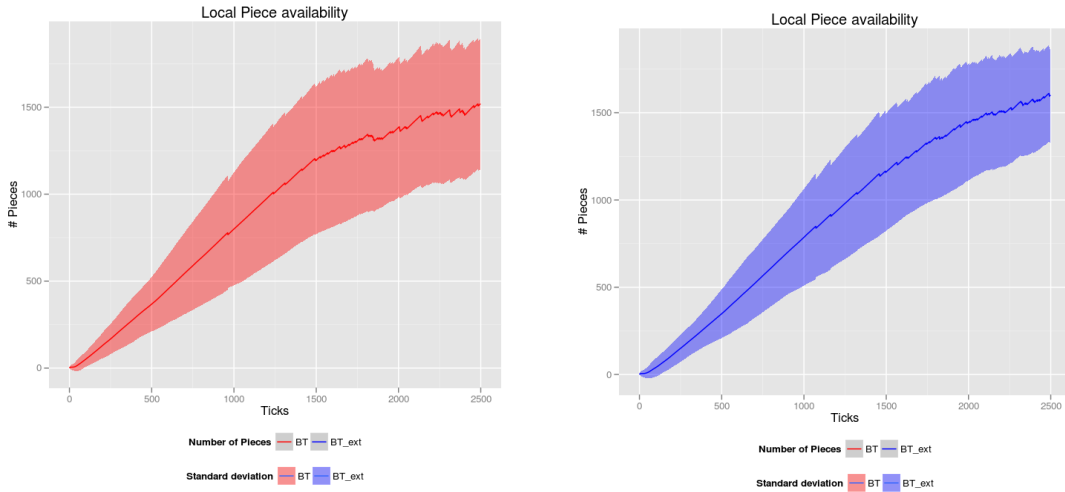 Local Piece availability
# Pieces
1500
1000
500
0
0 500 1000 1500 2000 2500
Ticks
Number of Pieces BT BT_ext
Standard deviation BT BT_ext
Local Piece availability
# Pieces
1500
1000
500
0
0 500 1000 1500 2000 2500
Ticks
Number of Pieces BT BT_ext
Standard deviation BT BT_ext